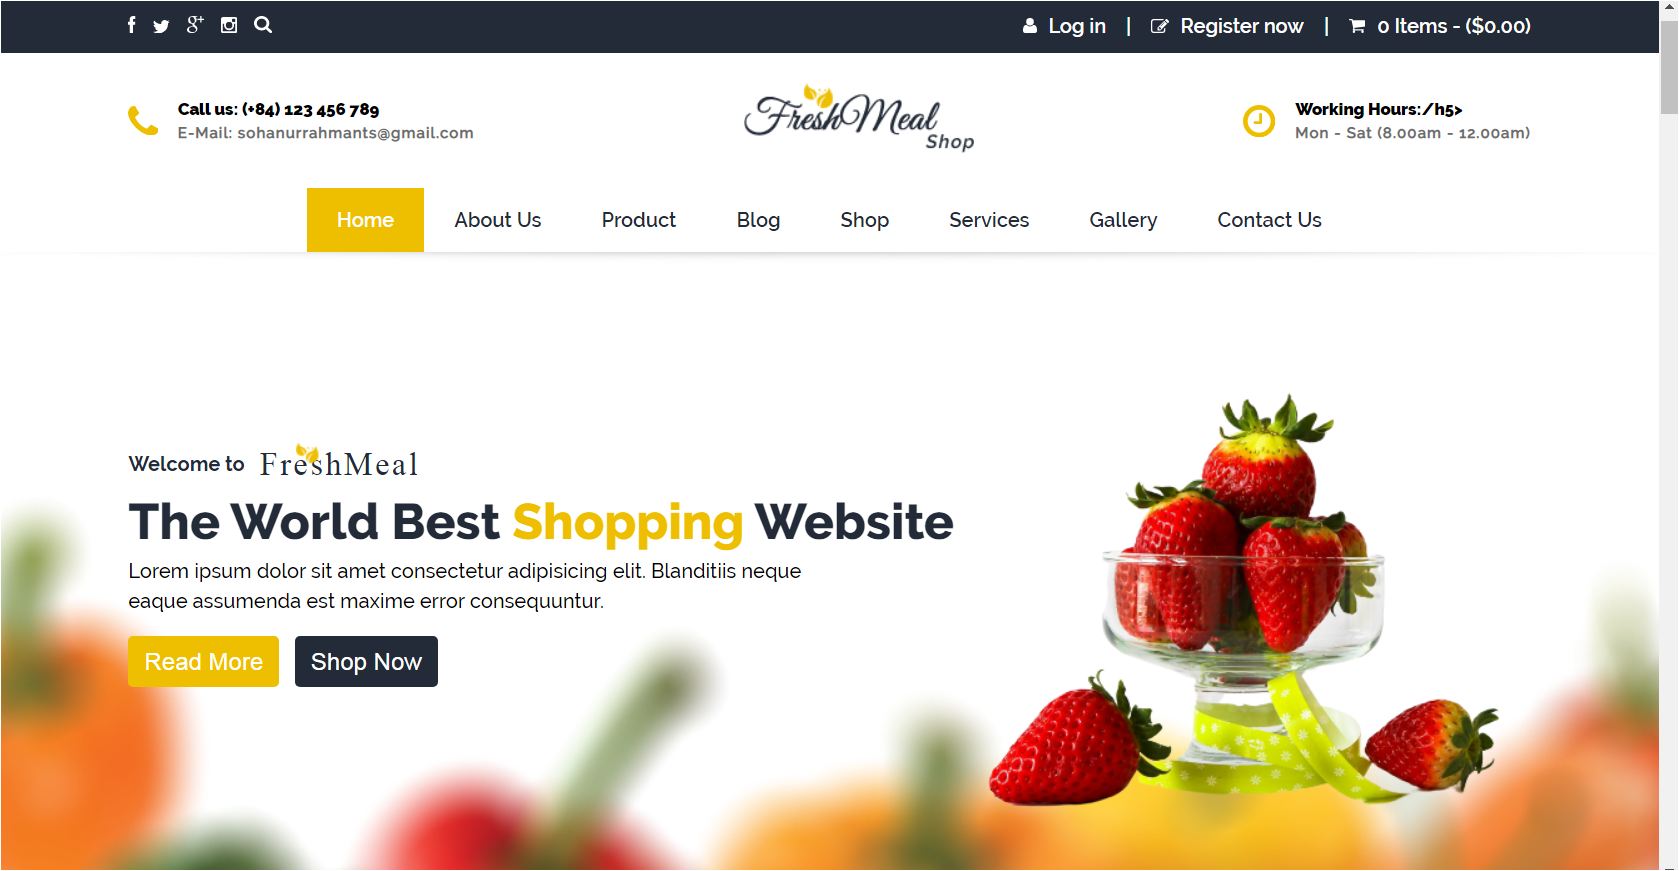 Log in | Register now | 0 Items - ($0.00)
Call us: (+84) 123 456 789
E-Mail: sohanurrahmants@gmail.com
FreshMeal
Shop
Working Hours:/h5>
Mon - Sat (8.00am - 12.00am)
Home About Us Product Blog Shop Services Gallery Contact Us
Welcome to FreshMeal
The World Best Shopping Website
Lorem ipsum dolor sit amet consectetur adipisicing elit. Blanditiis neque
eaque assumenda est maxime error consequuntur.
Read More Shop Now